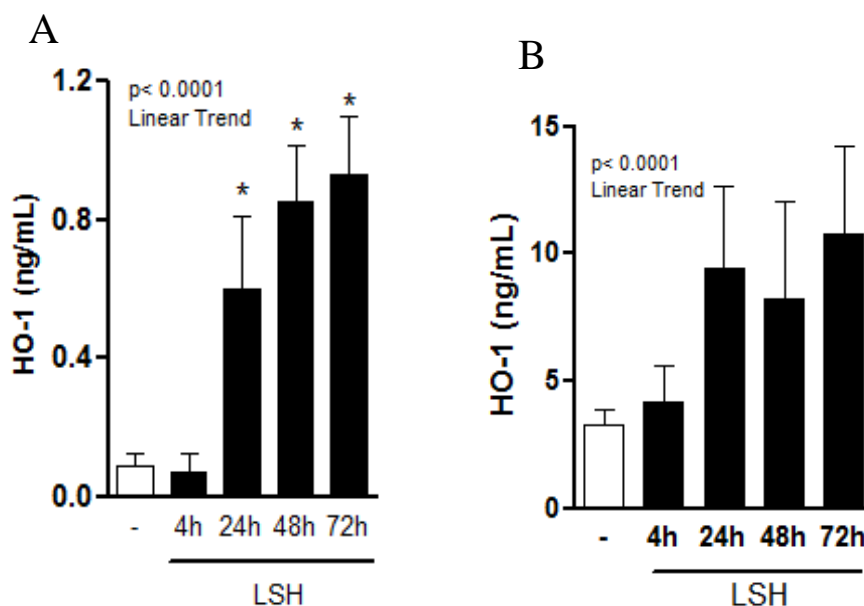 A
p< 0.0001
Linear Trend
HO-1 (ng/mL)
1.2
0.8
0.4
0.0
* * *
- 4h 24h 48h 72h
LSH
B
p< 0.0001
Linear Trend
HO-1 (ng/mL)
15
10
5
0
- 4h 24h 48h 72h
LSH